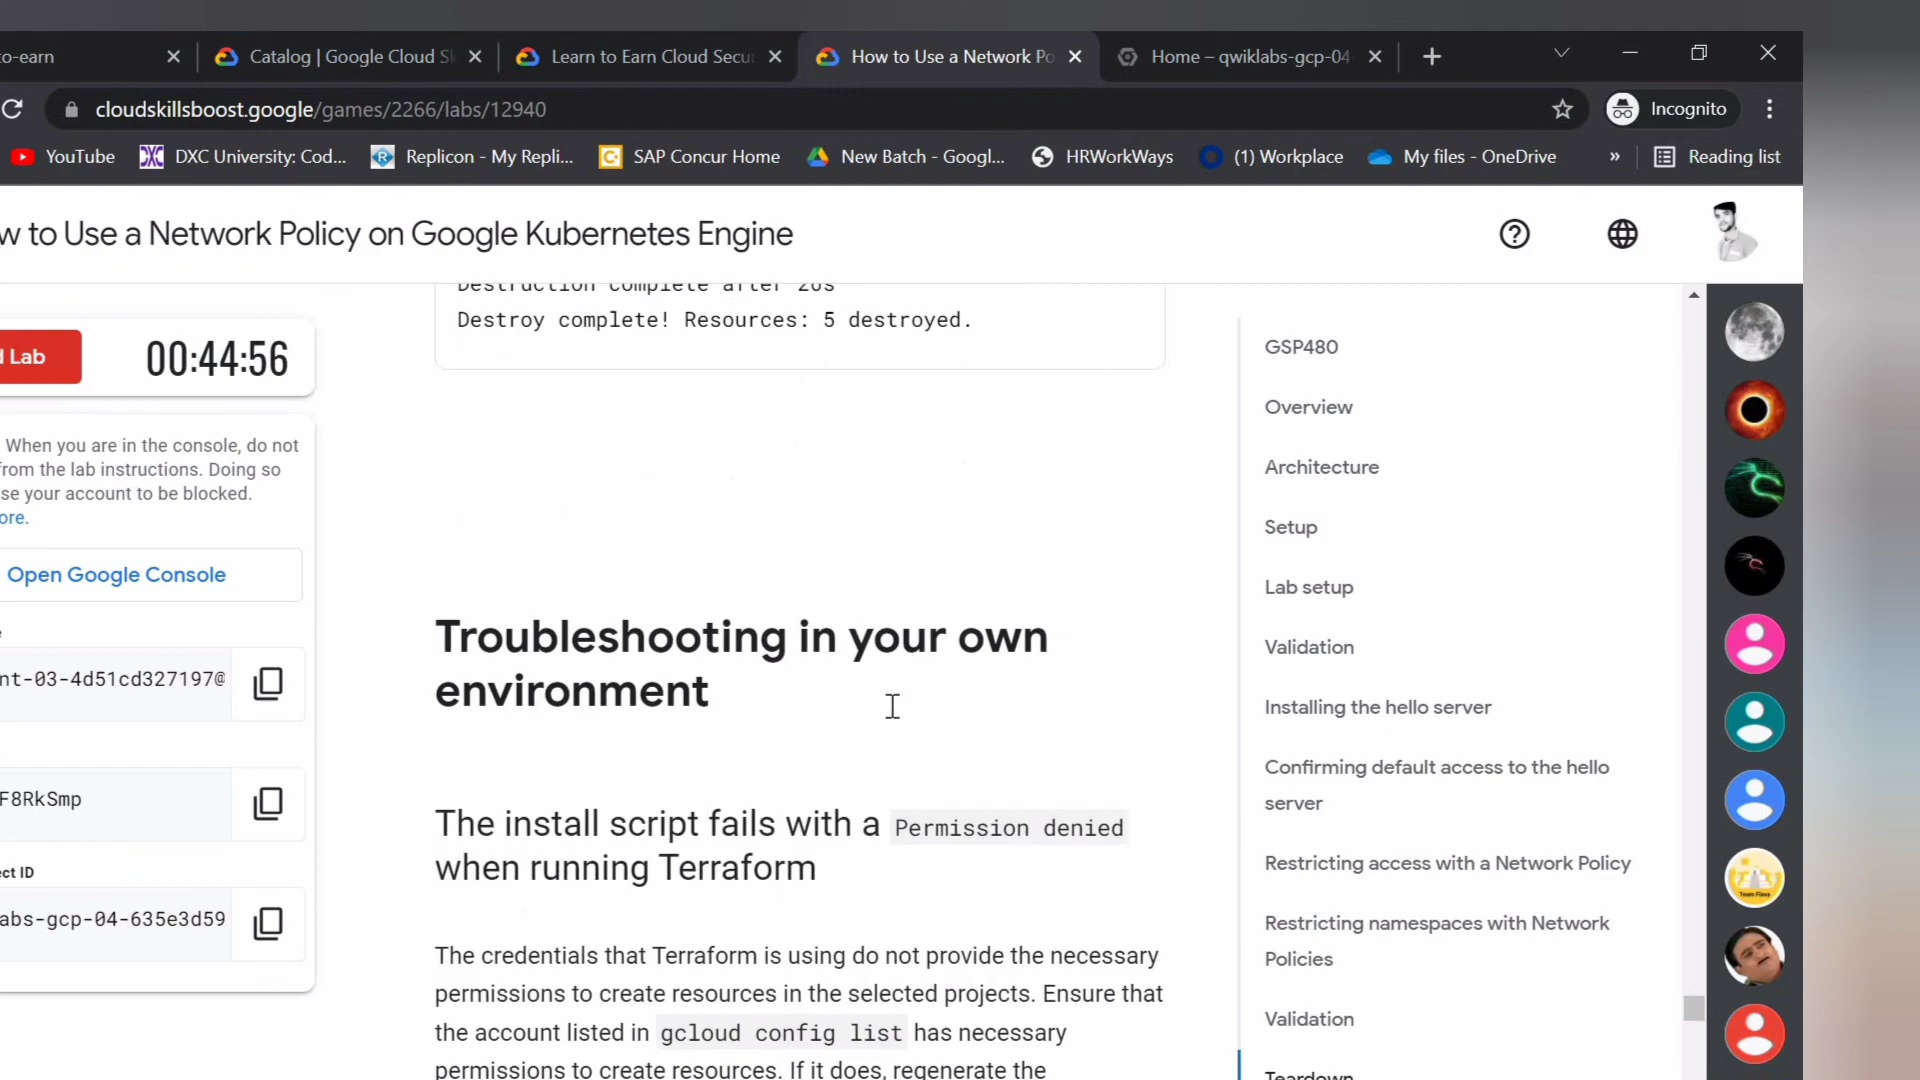 to-earn
Catalog | Google Cloud Sk
Learn to Earn Cloud Secu
How to Use a Network Po
Home – qwiklabs-gcp-04-
cloudskillsboost.google/games/2266/labs/12940
Incognito
YouTube
DXC University: Cod...
Replicon - My Repli...
SAP Concur Home
New Batch - Googl...
HRWorkWays
(1) Workplace
My files - OneDrive
»
Reading list
w to Use a Network Policy on Google Kubernetes Engine
d Lab
00:44:56
When you are in the console, do not
from the lab instructions. Doing so
se your account to be blocked.
ore.
Open Google Console
e
nt-03-4d51cd327197@
F8RkSmp
ect ID
abs-gcp-04-635e3d59
Destruction complete after 26s
Destroy complete! Resources: 5 destroyed.
Troubleshooting in your own
environment
The install script fails with a Permission denied
when running Terraform
The credentials that Terraform is using do not provide the necessary
permissions to create resources in the selected projects. Ensure that
the account listed in gcloud config list has necessary
permissions to create resources. If it does, regenerate the
GSP480
Overview
Architecture
Setup
Lab setup
Validation
Installing the hello server
Confirming default access to the hello
server
Restricting access with a Network Policy
Restricting namespaces with Network
Policies
Validation
Teardown